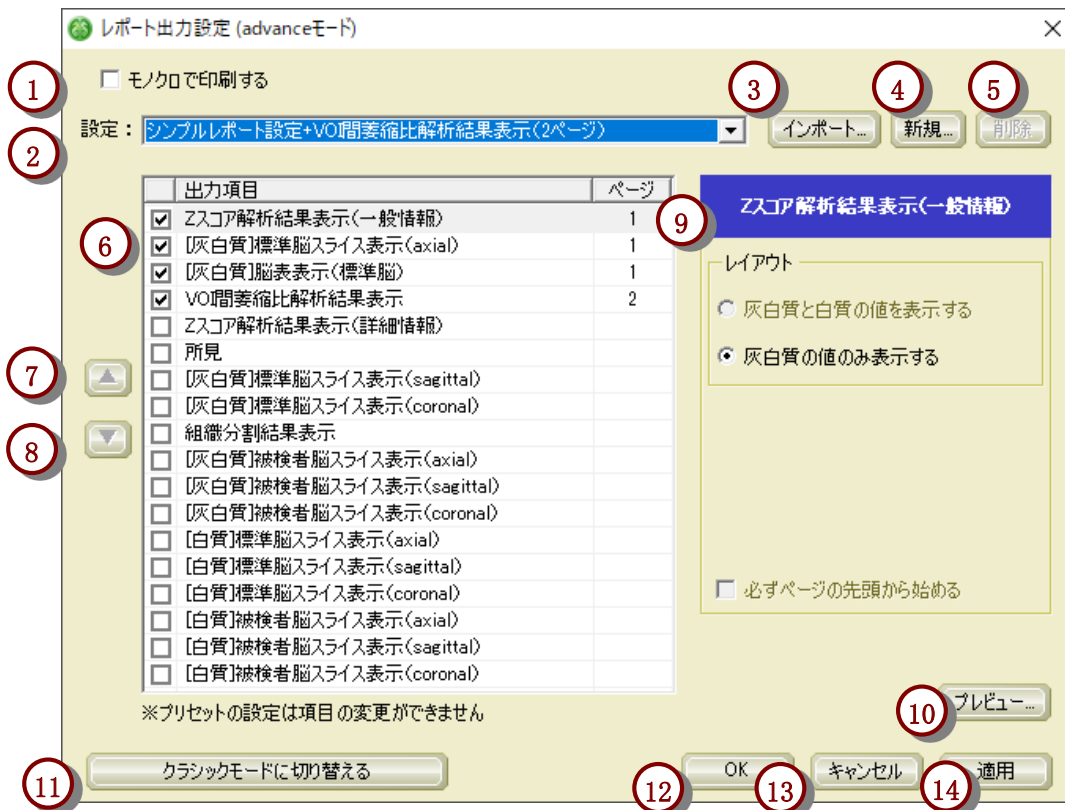 レポート出力設定 (advanceモード)
1
モノクロで印刷する
3
4
5
設定：
シンプルレポート設定+VOI間萎縮比解析結果表示(2ページ)
インポート...
新規...
削除
2
出力項目 ページ
Zスコア解析結果表示(一般情報) 1
[灰白質]標準脳スライス表示(axial) 1
[灰白質]脳表表示(標準脳) 1
VOI間萎縮比解析結果表示 2
Zスコア解析結果表示(詳細情報)
所見
[灰白質]標準脳スライス表示(sagittal)
[灰白質]標準脳スライス表示(coronal)
組織分割結果表示
[灰白質]被検者脳スライス表示(axial)
[灰白質]被検者脳スライス表示(sagittal)
[灰白質]被検者脳スライス表示(coronal)
[白質]標準脳スライス表示(axial)
[白質]標準脳スライス表示(sagittal)
[白質]標準脳スライス表示(coronal)
[白質]被検者脳スライス表示(axial)
[白質]被検者脳スライス表示(sagittal)
[白質]被検者脳スライス表示(coronal)
6
7
8
9
Zスコア解析結果表示(一般情報)
レイアウト
灰白質と白質の値を表示する
灰白質の値のみ表示する
必ずページの先頭から始める
※プリセットの設定は項目の変更ができません
10
プレビュー...
11
クラシックモードに切り替える
12
OK
13
キャンセル
14
適用